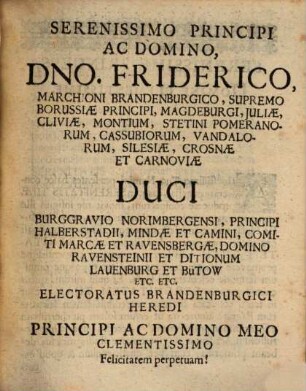 SERENISSIMO PRINCIPI
AC DOMINO,
DNO. FRIDERICO,
MARCHIONI BRANDENBURGICO, SUPREMO
BORUSSIÆ PRINCIPI, MAGDEBURGI, JULIÆ,
CLIVIÆ, MONTIUM, STETINI POMERANO-
RUM, CASSUBIORUM, VANDALO-
RUM, SILESIÆ, CROSNÆ
ET CARNOVIÆ
DUCI
BURGGRAVIO NORIMBERGENSI, PRINCIPI
HALBERSTADII, MINDÆ ET CAMINI, COMI-
TI MARCÆ ET RAVENSBERGÆ, DOMINO
RAVENSTEINII ET DITIONUM
LAUENBURG ET BüTOW
ETC. ETC.
ELECTORATUS BRANDENBURGICI
HEREDI
PRINCIPI AC DOMINO MEO
CLEMENTISSIMO
Felicitatem perpetuam!